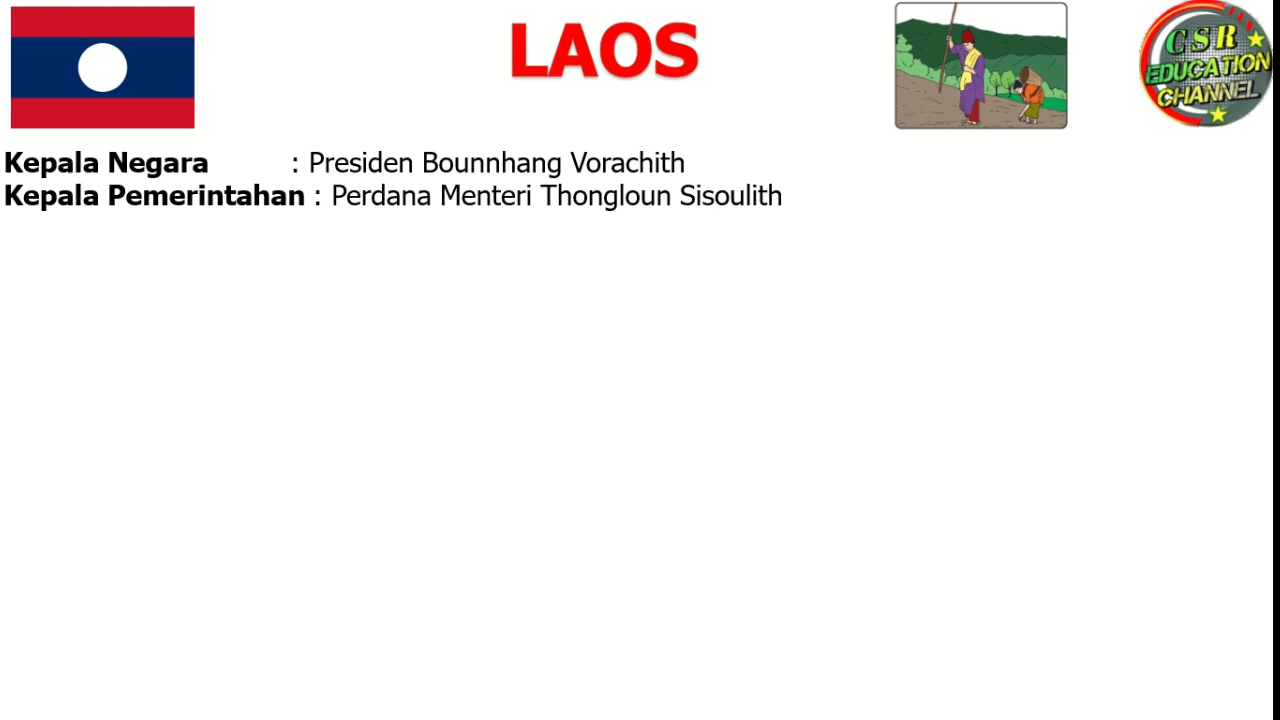 LAOS
CSR
EDUCATION
CHANNEL
Kepala Negara : Presiden Bounnhang Vorachith
Kepala Pemerintahan : Perdana Menteri Thongloun Sisoulith